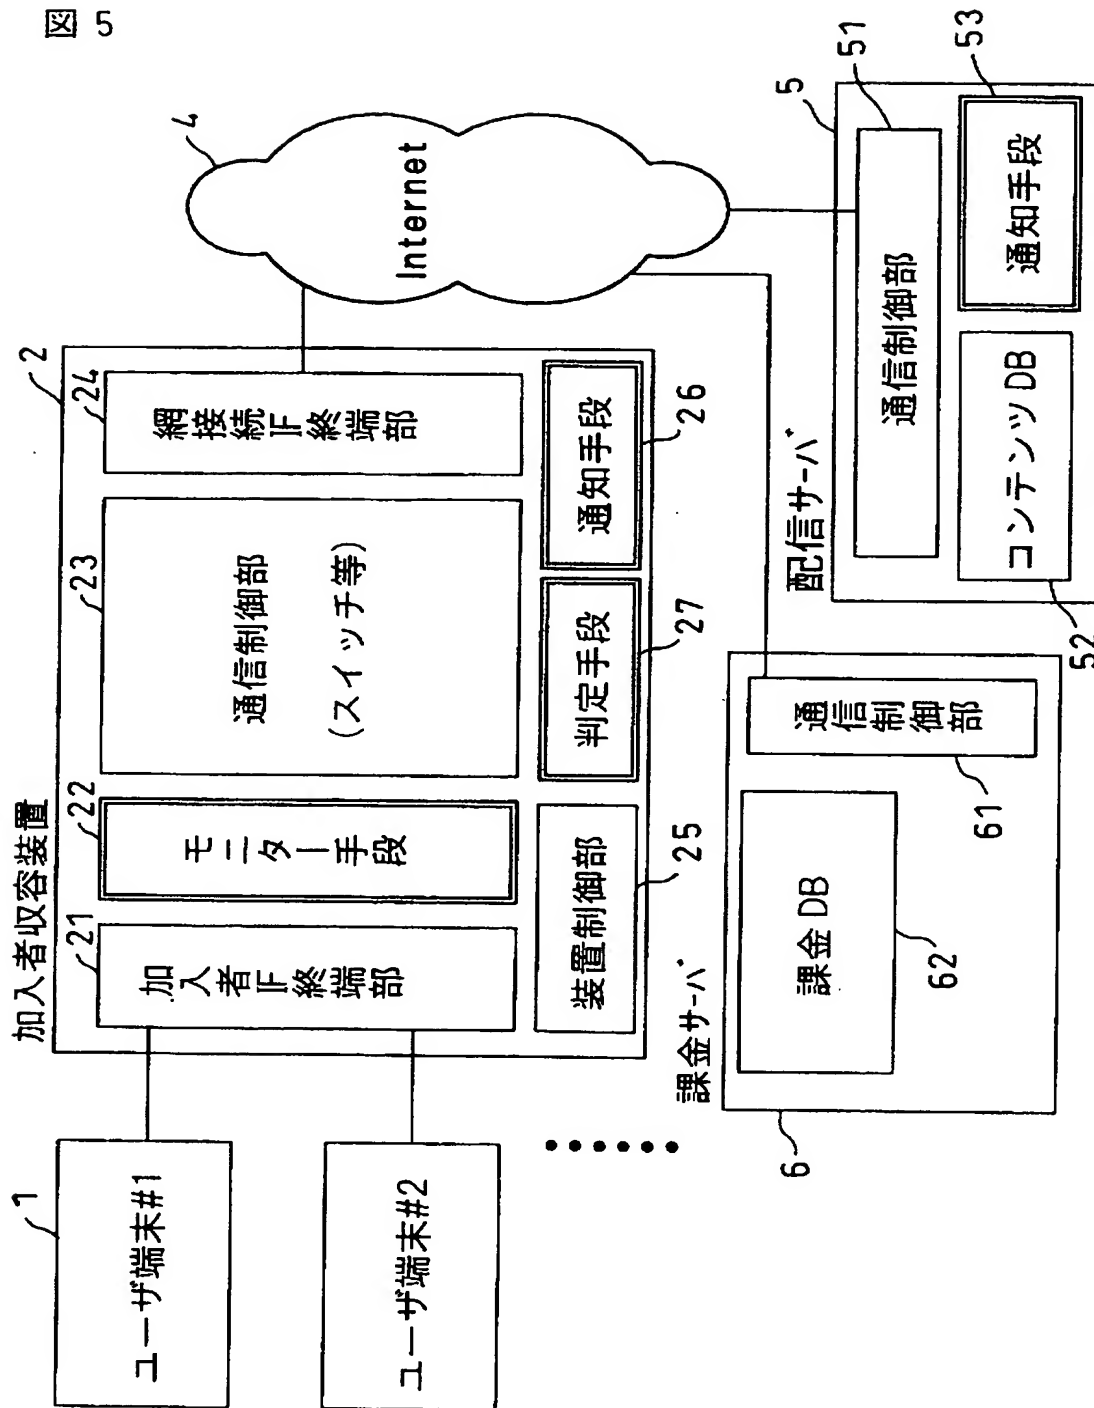 図 5
加入者収容装置
2
1
ユーザ端末#1
ユーザ端末#2
21
加入者IF終端部
22
モニター手段
23
通信制御部
(スイッチ等)
24
網接続IF終端部
装置制御部
25
判定手段
27
通知手段
26
4
Internet
課金サーバ
6
課金DB
62
通信制御部
61
配信サーバ
5
通信制御部
51
コンテンツDB
52
通知手段
53